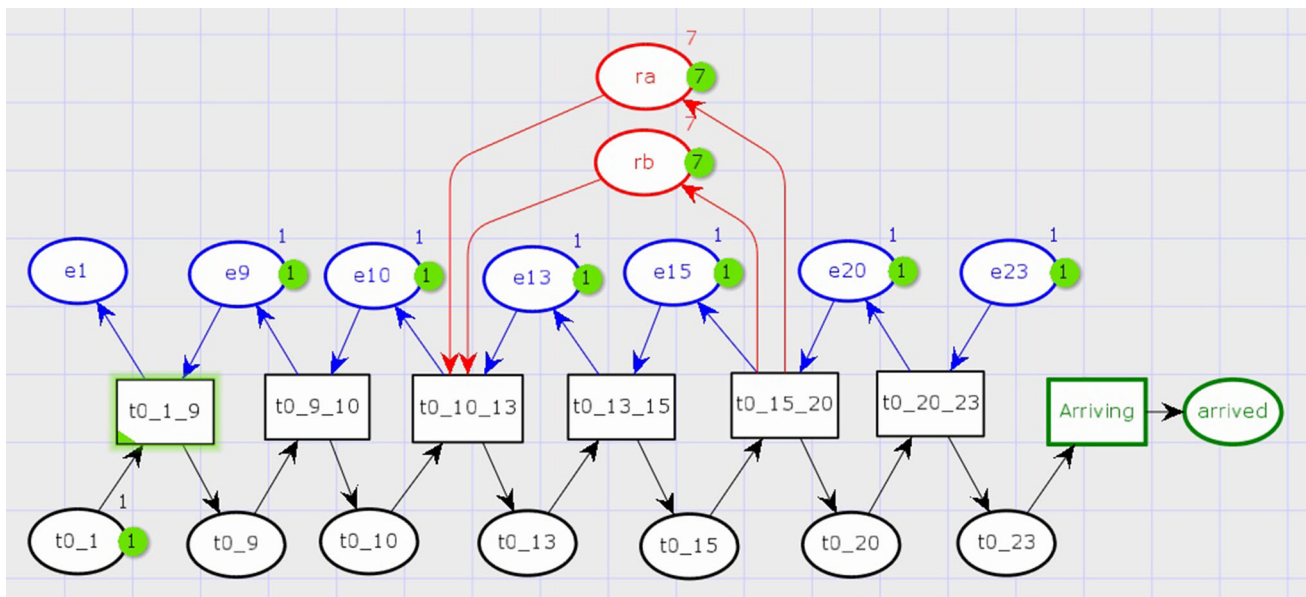 7
ra 7
7
rb 7
1 1 1 1 1 1
e1 e9 1 e10 1 e13 1 e15 1 e20 1 e23 1
t0_1_9 t0_9_10 t0_10_13 t0_13_15 t0_15_20 t0_20_23 Arriving arrived
1
t0_1 1 t0_9 t0_10 t0_13 t0_15 t0_20 t0_23